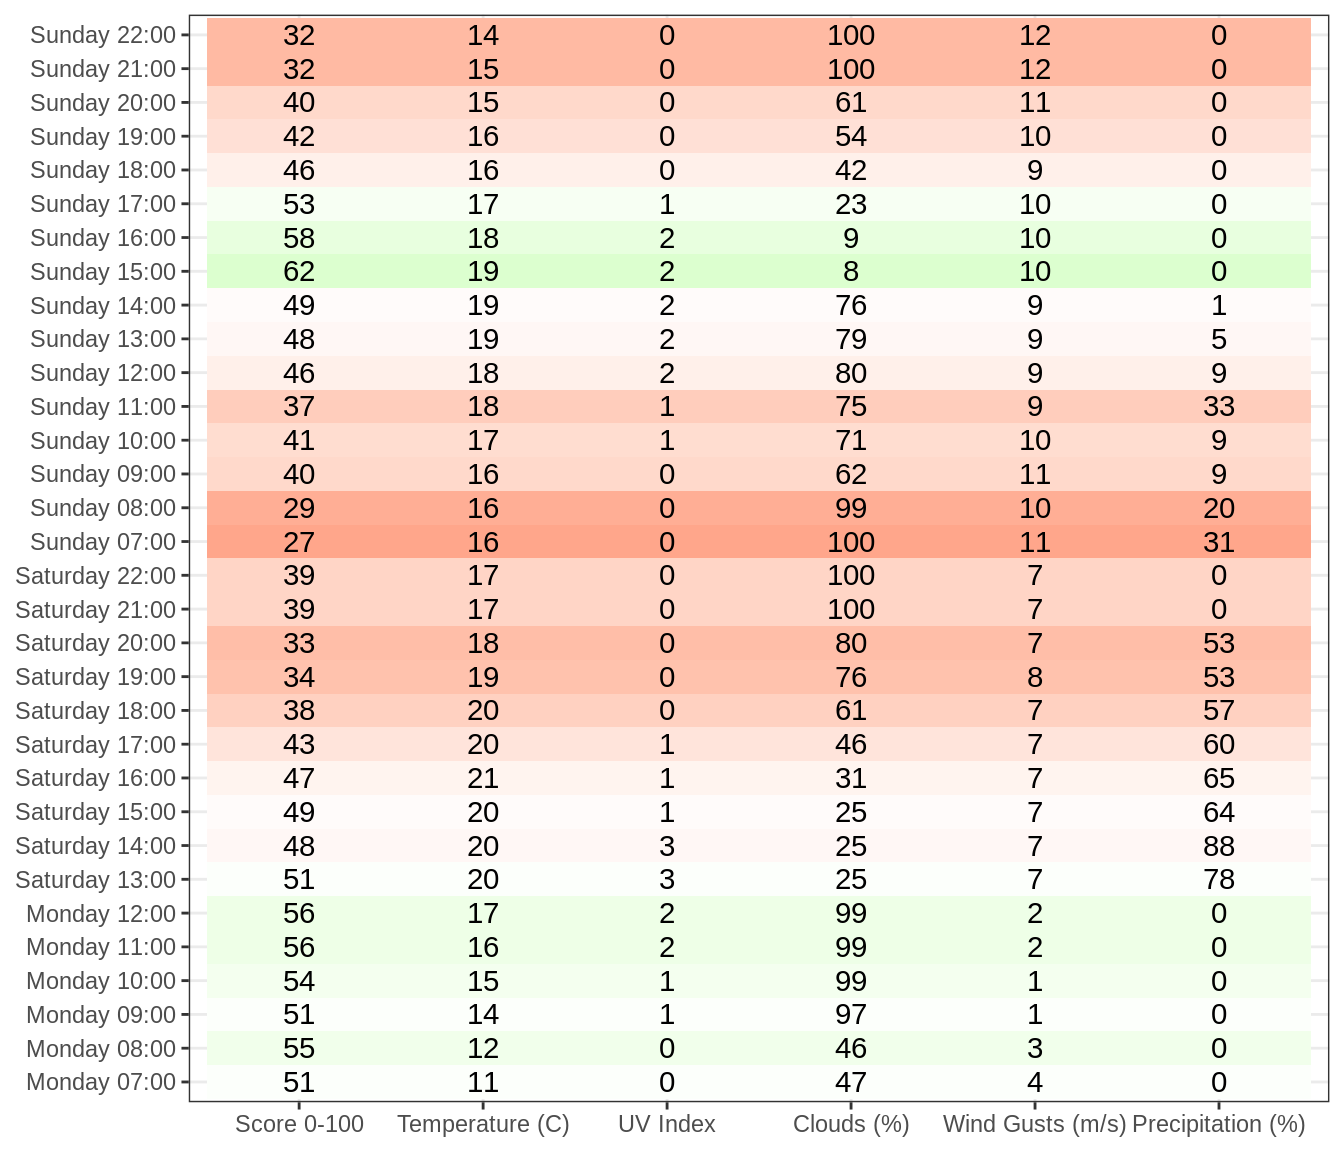 Sunday 22:00 32 14 0 100 12 0
Sunday 21:00 32 15 0 100 12 0
Sunday 20:00 40 15 0 61 11 0
Sunday 19:00 42 16 0 54 10 0
Sunday 18:00 46 16 0 42 9 0
Sunday 17:00 53 17 1 23 10 0
Sunday 16:00 58 18 2 9 10 0
Sunday 15:00 62 19 2 8 10 0
Sunday 14:00 49 19 2 76 9 1
Sunday 13:00 48 19 2 79 9 5
Sunday 12:00 46 18 2 80 9 9
Sunday 11:00 37 18 1 75 9 33
Sunday 10:00 41 17 1 71 10 9
Sunday 09:00 40 16 0 62 11 9
Sunday 08:00 29 16 0 99 10 20
Sunday 07:00 27 16 0 100 11 31
Saturday 22:00 39 17 0 100 7 0
Saturday 21:00 39 17 0 100 7 0
Saturday 20:00 33 18 0 80 7 53
Saturday 19:00 34 19 0 76 8 53
Saturday 18:00 38 20 0 61 7 57
Saturday 17:00 43 20 1 46 7 60
Saturday 16:00 47 21 1 31 7 65
Saturday 15:00 49 20 1 25 7 64
Saturday 14:00 48 20 3 25 7 88
Saturday 13:00 51 20 3 25 7 78
Monday 12:00 56 17 2 99 2 0
Monday 11:00 56 16 2 99 2 0
Monday 10:00 54 15 1 99 1 0
Monday 09:00 51 14 1 97 1 0
Monday 08:00 55 12 0 46 3 0
Monday 07:00 51 11 0 47 4 0
Score 0-100 Temperature (C) UV Index Clouds (%) Wind Gusts (m/s) Precipitation (%)